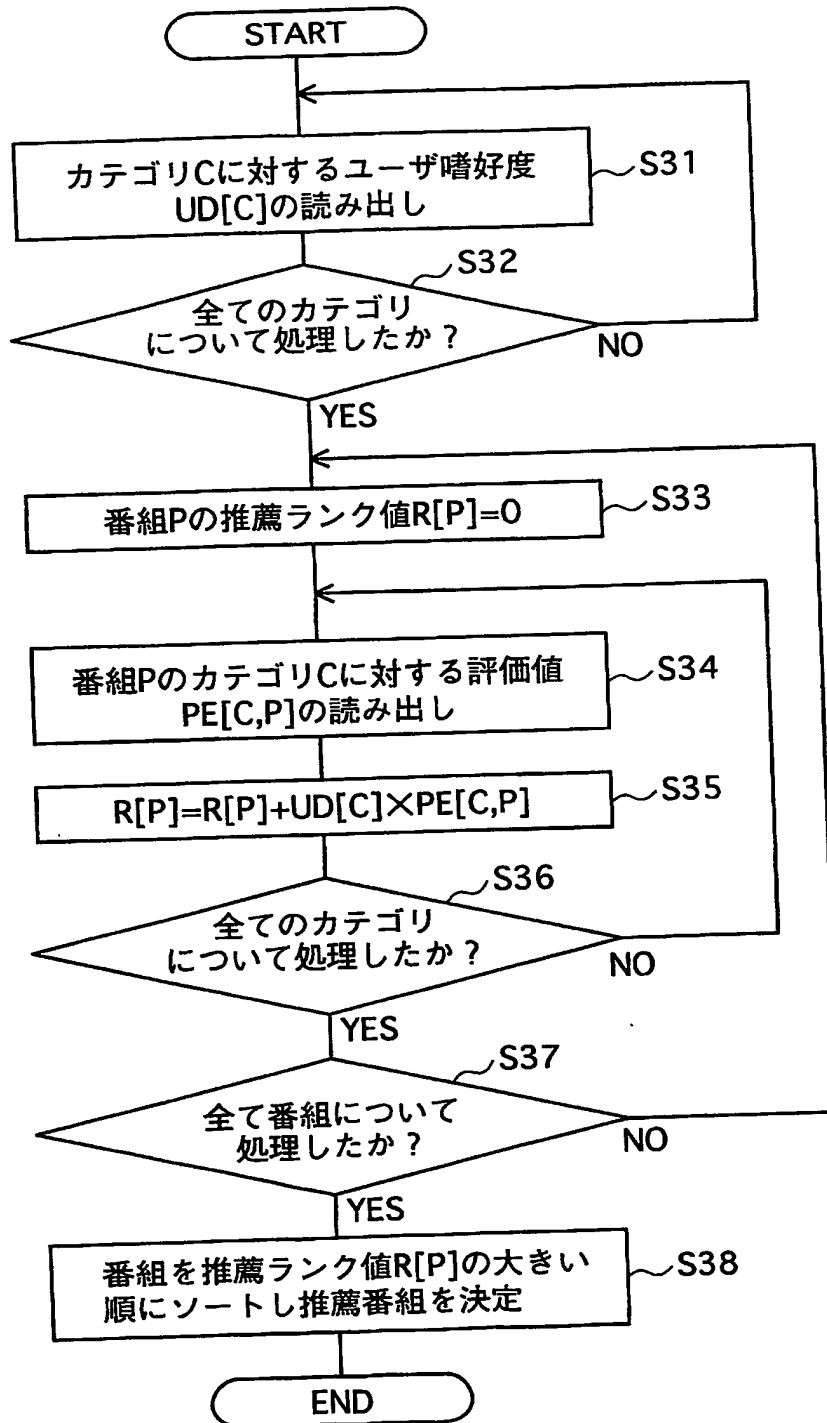 START
カテゴリCに対するユーザ嗜好度
UD[C]の読み出し
S31
S32
全てのカテゴリ
について処理したか?
NO
YES
番組Pの推薦ランク値R[P]=0
S33
番組PのカテゴリCに対する評価値
PE[C,P]の読み出し
S34
R[P]=R[P]+UD[C]×PE[C,P]
S35
S36
全てのカテゴリ
について処理したか?
NO
YES
S37
全て番組について
処理したか?
NO
YES
番組を推薦ランク値R[P]の大きい
順にソートし推薦番組を決定
S38
END